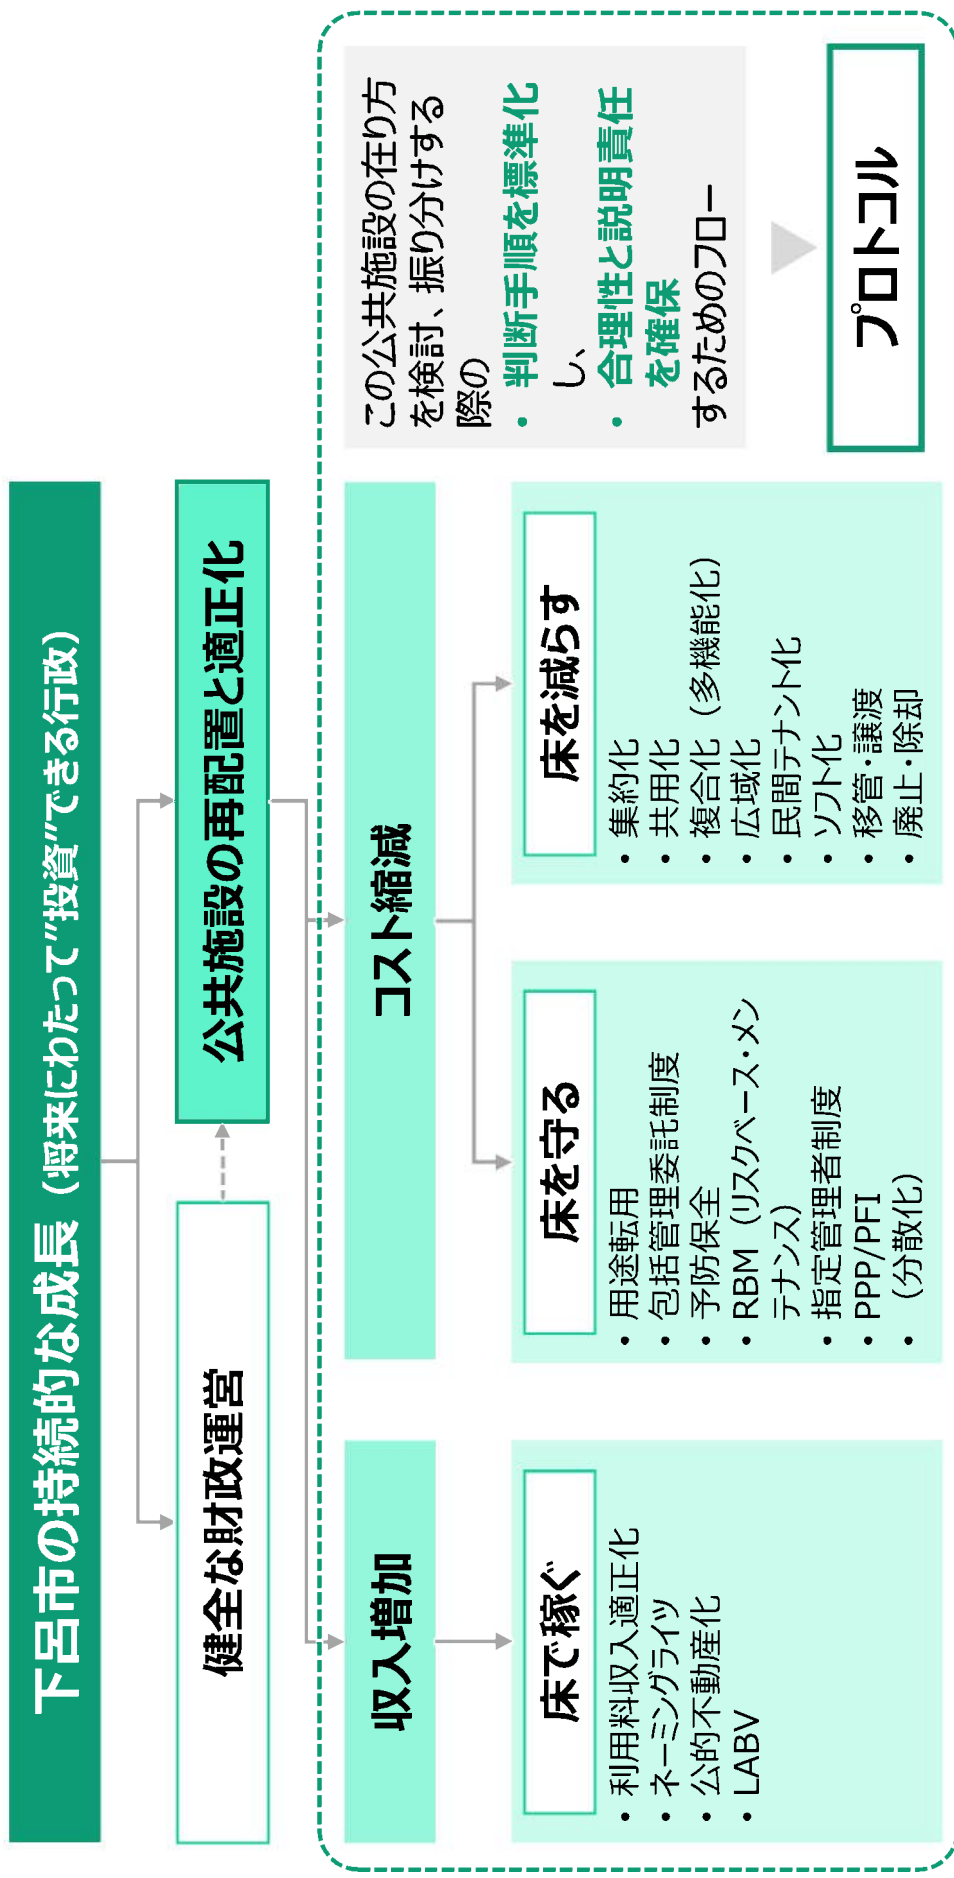 下呂市の持続的な成長（将来にわたって”投資”できる行政）
健全な財政運営
公共施設の再配置と適正化
収入増加
コスト縮減
床で稼ぐ
• 利用料収入適正化
• ネーミングライツ
• 公的不動産化
• LABV
床を守る
• 用途転用
• 包括管理委託制度
• 予防保全
• RBM（リスクベース・メン
テナンス）
• 指定管理者制度
• PPP/PFI
• （分散化）
床を減らす
• 集約化
• 共用化
• 複合化（多機能化）
• 広域化
• 民間テナント化
• ソフト化
• 移管・譲渡
• 廃止・除却
この公共施設の在り方
を検討、振り分けする
際の
• 判断手順を標準化
し、
• 合理性と説明責任
を確保
するためのフロー
プロトコル